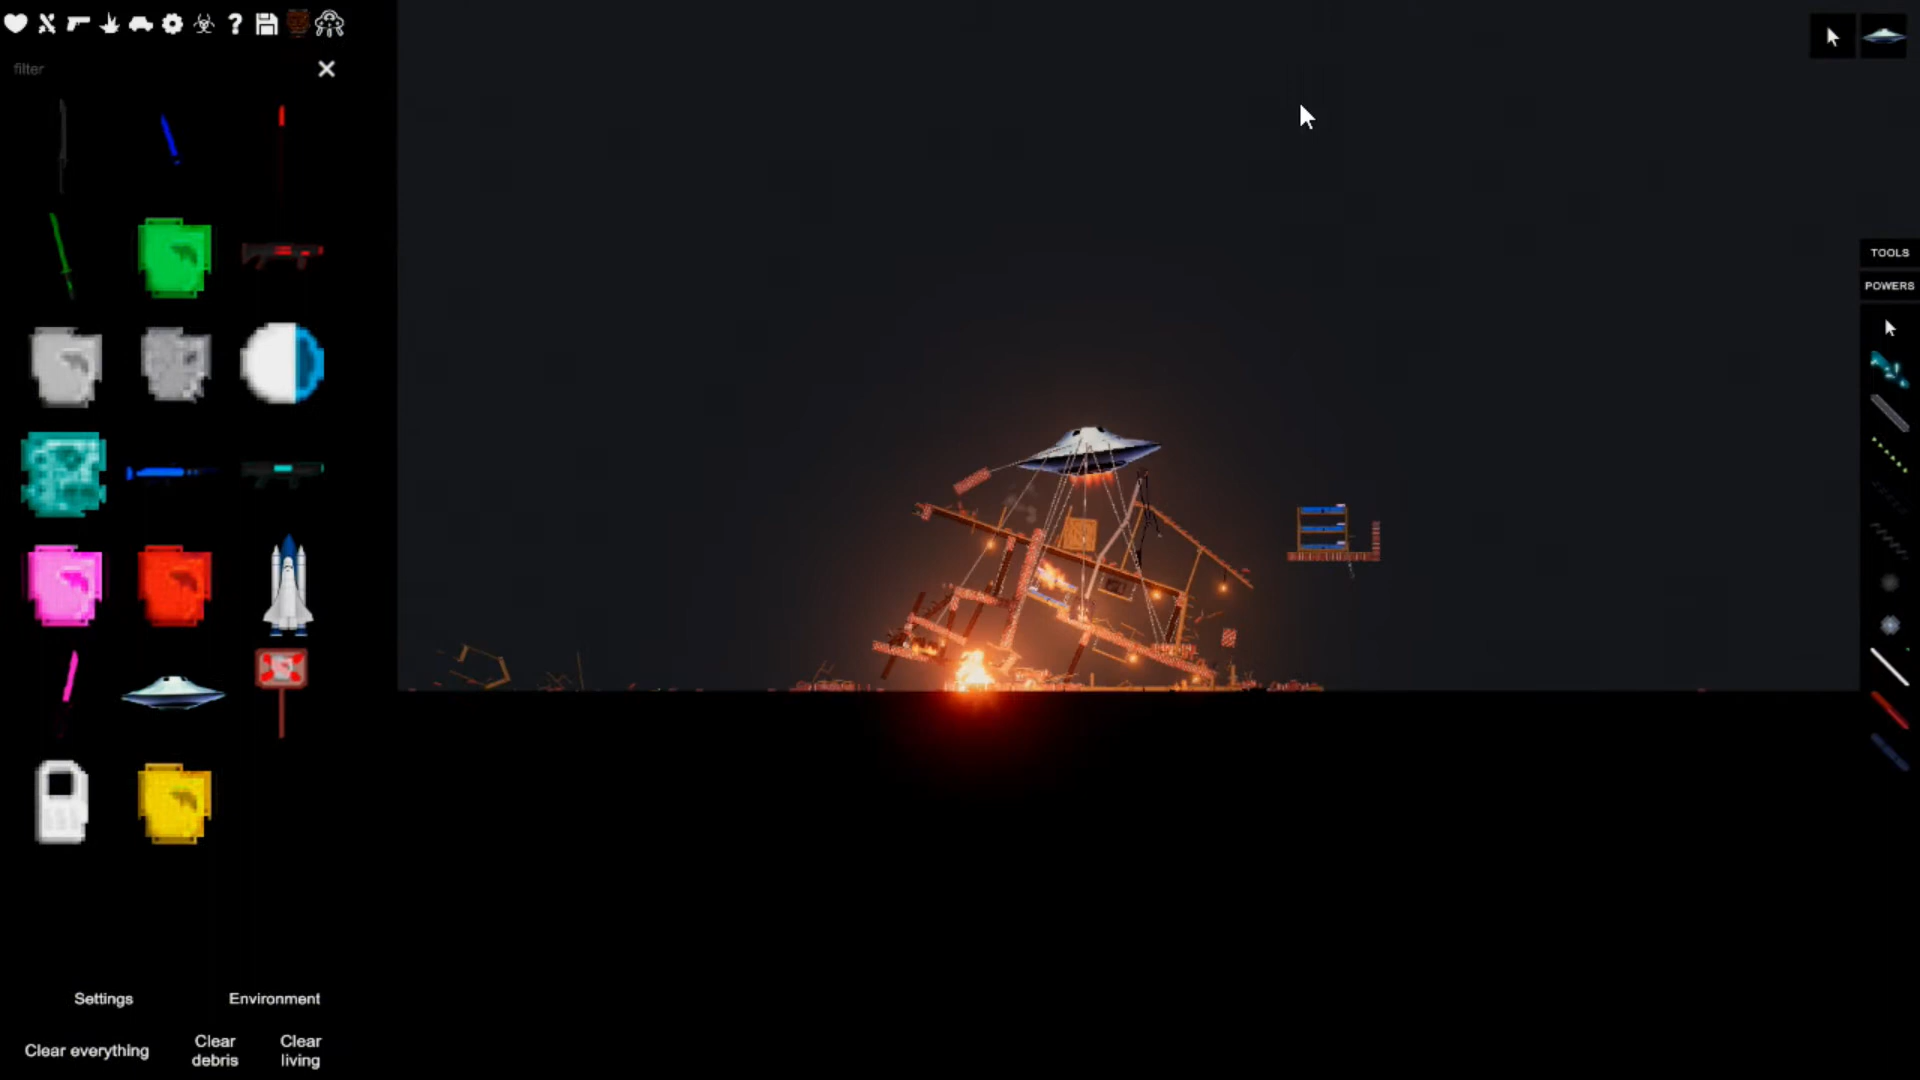 filter
TOOLS
POWERS
Settings
Environment
Clear everything
Clear
debris
Clear
living